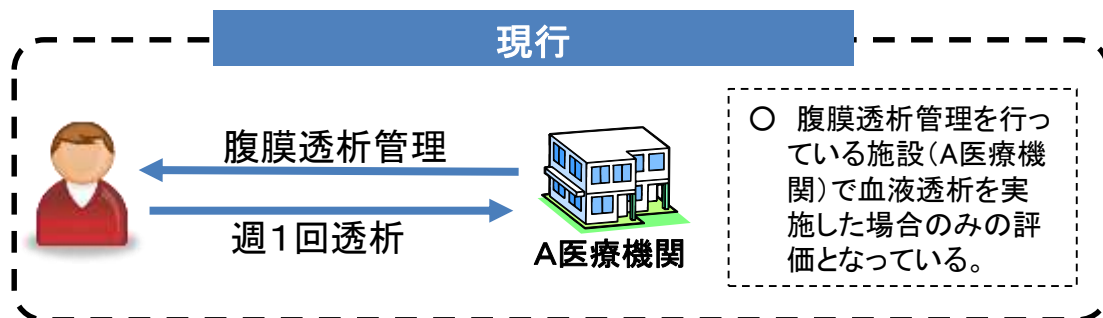 現行
腹膜透析管理
週1回透析
A医療機関
○ 腹膜透析管理を行っ
ている施設(A医療機
関)で血液透析を実
施した場合のみの評
価となっている。